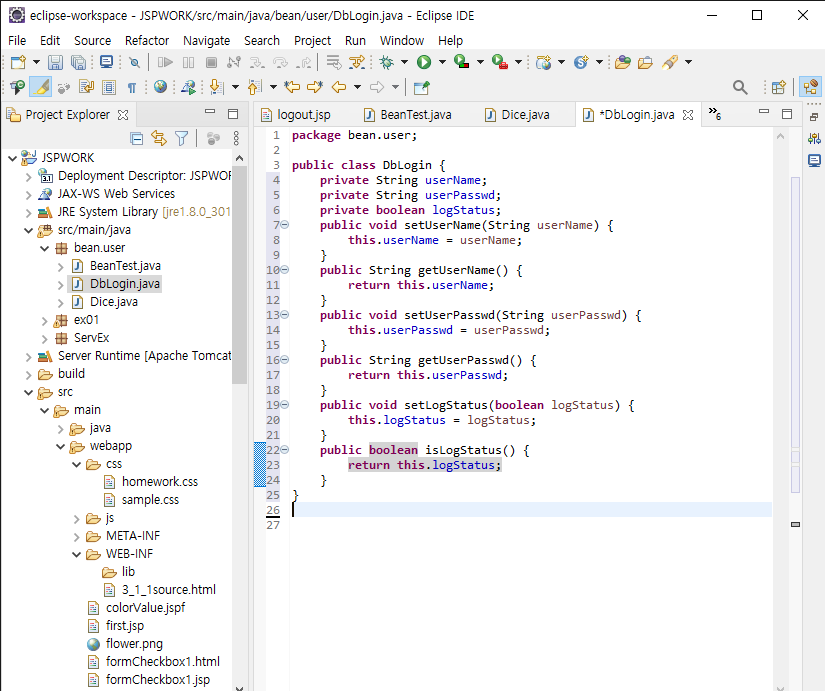 eclipse-workspace - JSPWORK/src/main/java/bean/user/DbLogin.java - Eclipse IDE
File Edit Source Refactor Navigate Search Project Run Window Help
Project Explorer
JSPWORK
Deployment Descriptor: JSPWOR
JAX-WS Web Services
JRE System Library [jre1.8.0_301
src/main/java
bean.user
BeanTest.java
DbLogin.java
Dice.java
ex01
ServEx
Server Runtime [Apache Tomcat
build
src
main
java
webapp
css
homework.css
sample.css
js
META-INF
WEB-INF
lib
3_1_1source.html
colorValue.jspf
first.jsp
flower.png
formCheckbox1.html
formCheckbox1.jsp
logout.jsp BeanTest.java Dice.java *DbLogin.java »6
1 package bean.user;
2
3 public class DbLogin {
4 private String userName;
5 private String userPasswd;
6 private boolean logStatus;
7 public void setUserName(String userName) {
8 this.userName = userName;
9 }
10 public String getUserName() {
11 return this.userName;
12 }
13 public void setUserPasswd(String userPasswd) {
14 this.userPasswd = userPasswd;
15 }
16 public String getUserPasswd() {
17 return this.userPasswd;
18 }
19 public void setLogStatus(boolean logStatus) {
20 this.logStatus = logStatus;
21 }
22 public boolean isLogStatus() {
23 return this.logStatus;
24 }
25 }
26
27